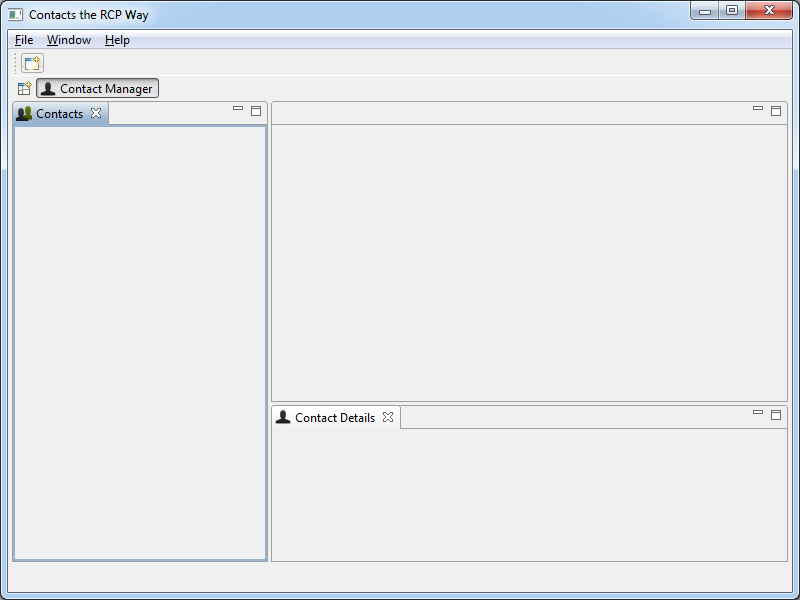 Contacts the RCP Way
File Window Help
Contact Manager
Contacts
Contact Details